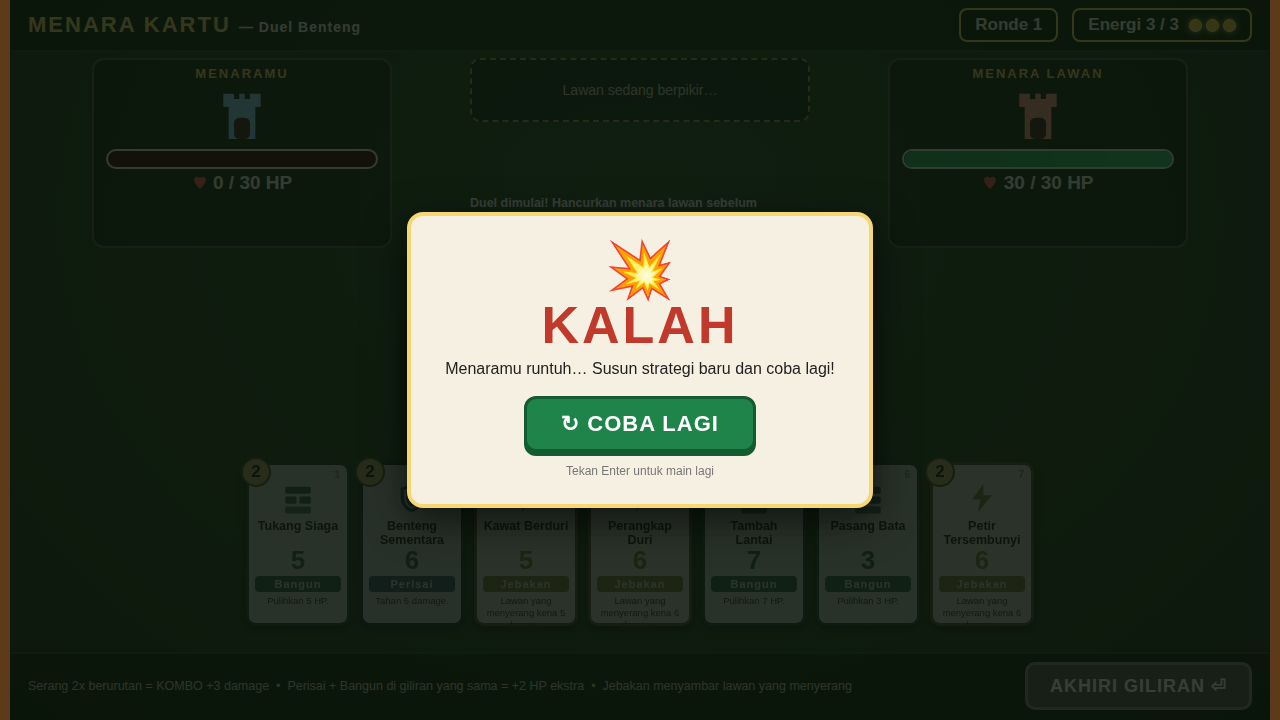 MENARA KARTU — Duel Benteng
Ronde 1
Energi 3 / 3
MENARAMU
0 / 30 HP
Lawan sedang berpikir…
MENARA LAWAN
30 / 30 HP
Duel dimulai! Hancurkan menara lawan sebelum
KALAH
Menaramu runtuh… Susun strategi baru dan coba lagi!
↻ COBA LAGI
Tekan Enter untuk main lagi
2
1
Tukang Siaga
5
Bangun
Pulihkan 5 HP.
2
Benteng
Sementara
6
Perisai
Tahan 6 damage.
Kawat Berduri
5
Jebakan
Lawan yang
menyerang kena 5
Perangkap
Duri
6
Jebakan
Lawan yang
menyerang kena 6
Tambah
Lantai
7
Bangun
Pulihkan 7 HP.
6
Pasang Bata
3
Bangun
Pulihkan 3 HP.
2
7
Petir
Tersembunyi
6
Jebakan
Lawan yang
menyerang kena 6
Serang 2x berurutan = KOMBO +3 damage • Perisai + Bangun di giliran yang sama = +2 HP ekstra • Jebakan menyambar lawan yang menyerang
AKHIRI GILIRAN ⏎